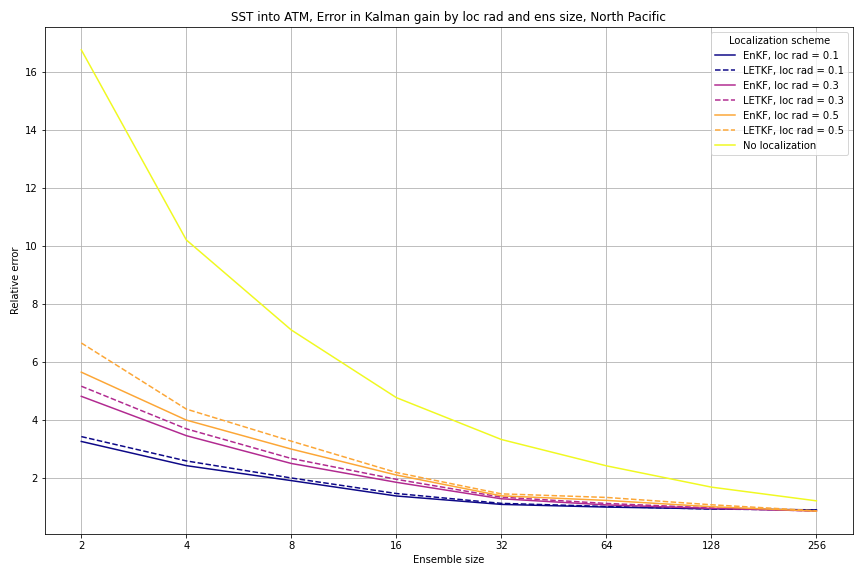 SST into ATM, Error in Kalman gain by loc rad and ens size, North Pacific
Localization scheme
EnKF, loc rad = 0.1
LETKF, loc rad = 0.1
EnKF, loc rad = 0.3
LETKF, loc rad = 0.3
EnKF, loc rad = 0.5
LETKF, loc rad = 0.5
No localization
Relative error
16
14
12
10
8
6
4
2
2 4 8 16 32 64 128 256
Ensemble size